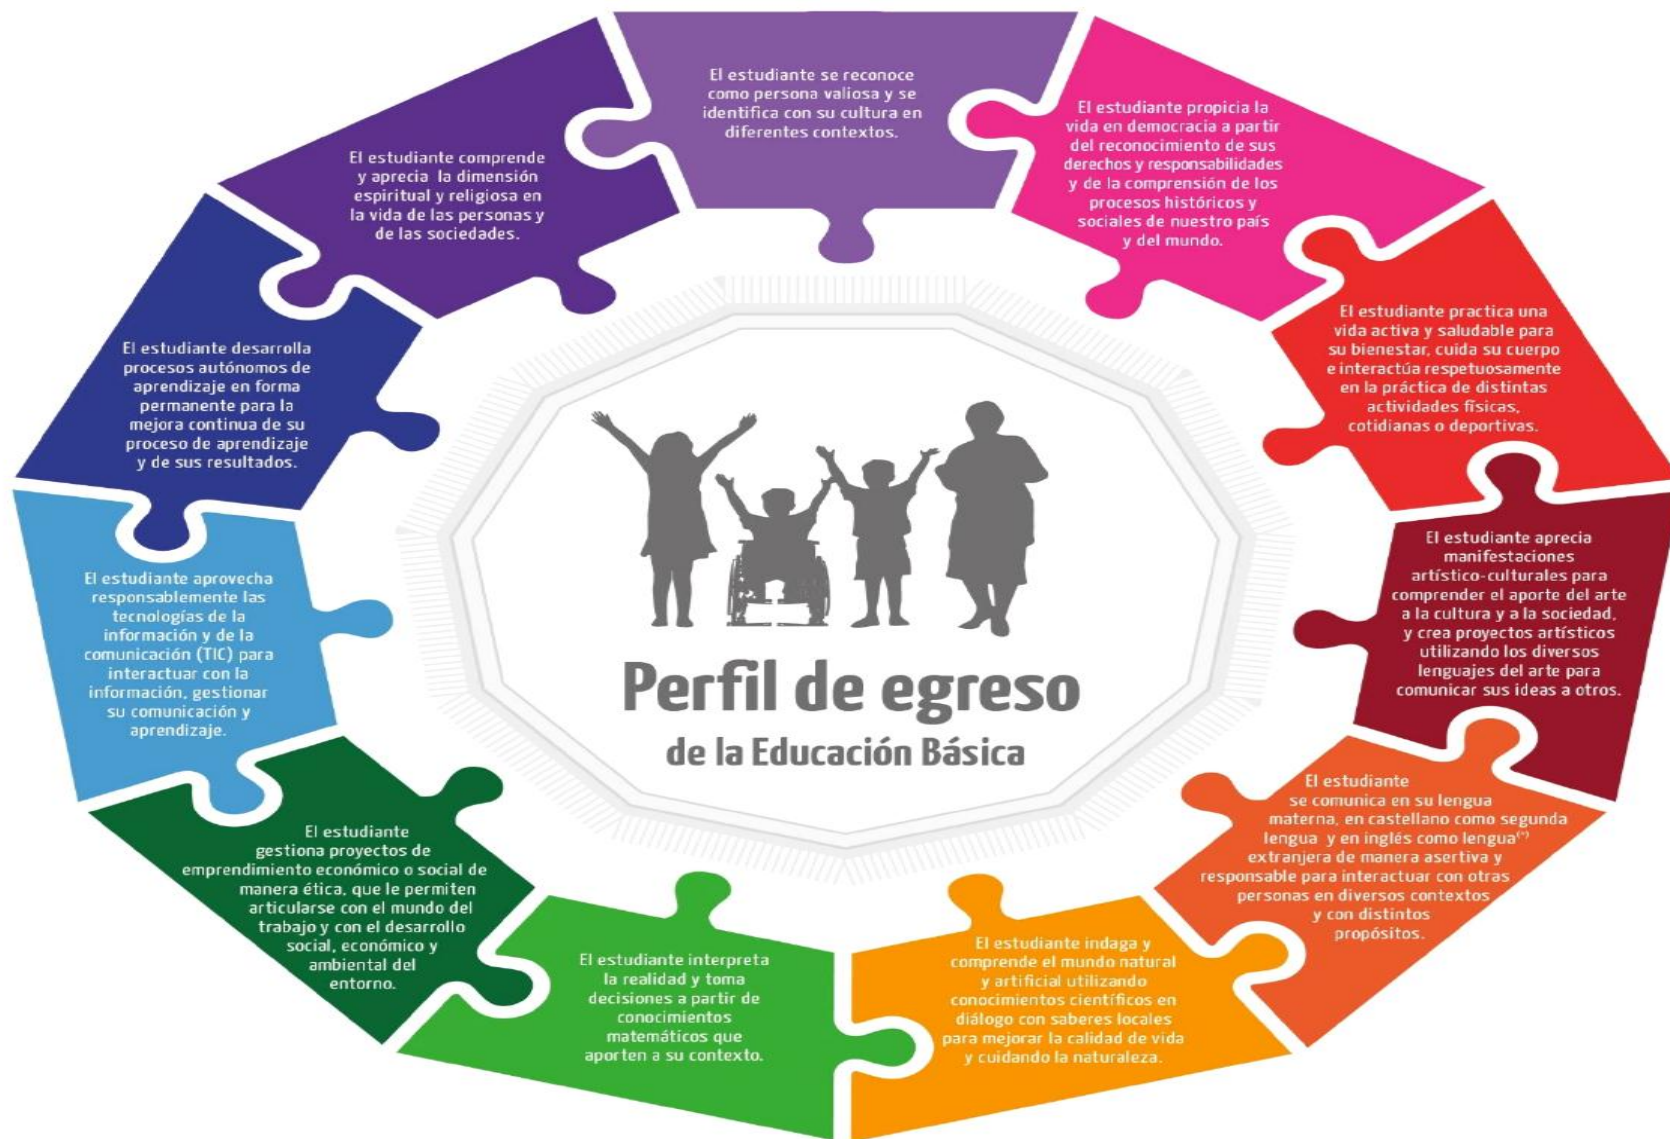 El estudiante se reconoce
como persona valiosa y se
identifica con su cultura en
diferentes contextos.
El estudiante propicia la
vida en democracia a partir
del reconocimiento de sus
derechos y responsabilidades
y de la comprensión de los
procesos históricos y
sociales de nuestro país
y del mundo.
El estudiante practica una
vida activa y saludable para
su bienestar, cuida su cuerpo
e interactúa respetuosamente
en la práctica de distintas
actividades físicas,
cotidianas o deportivas.
El estudiante aprecia
manifestaciones
artístico-culturales para
comprender el aporte del arte
a la cultura y a la sociedad,
y crea proyectos artísticos
utilizando los diversos
lenguajes del arte para
comunicar sus ideas a otros.
El estudiante
se comunica en su lengua
materna, en castellano como segunda
lengua y en inglés como lengua(*)
extranjera de manera asertiva y
responsable para interactuar con otras
personas en diversos contextos
y con distintos
propósitos.
El estudiante indaga y
comprende el mundo natural
y artificial utilizando
conocimientos científicos en
diálogo con saberes locales
para mejorar la calidad de vida
y cuidando la naturaleza.
El estudiante interpreta
la realidad y toma
decisiones a partir de
conocimientos
matemáticos que
aporten a su contexto.
El estudiante
gestiona proyectos de
emprendimiento económico o social de
manera ética, que le permiten
articularse con el mundo del
trabajo y con el desarrollo
social, económico y
ambiental del
entorno.
El estudiante aprovecha
responsablemente las
tecnologías de la
información y de la
comunicación (TIC) para
interactuar con la
información, gestionar
su comunicación y
aprendizaje.
El estudiante desarrolla
procesos autónomos de
aprendizaje en forma
permanente para la
mejora continua de su
proceso de aprendizaje
y de sus resultados.
El estudiante comprende
y aprecia la dimensión
espiritual y religiosa en
la vida de las personas y
de las sociedades.
Perfil de egreso
de la Educación Básica